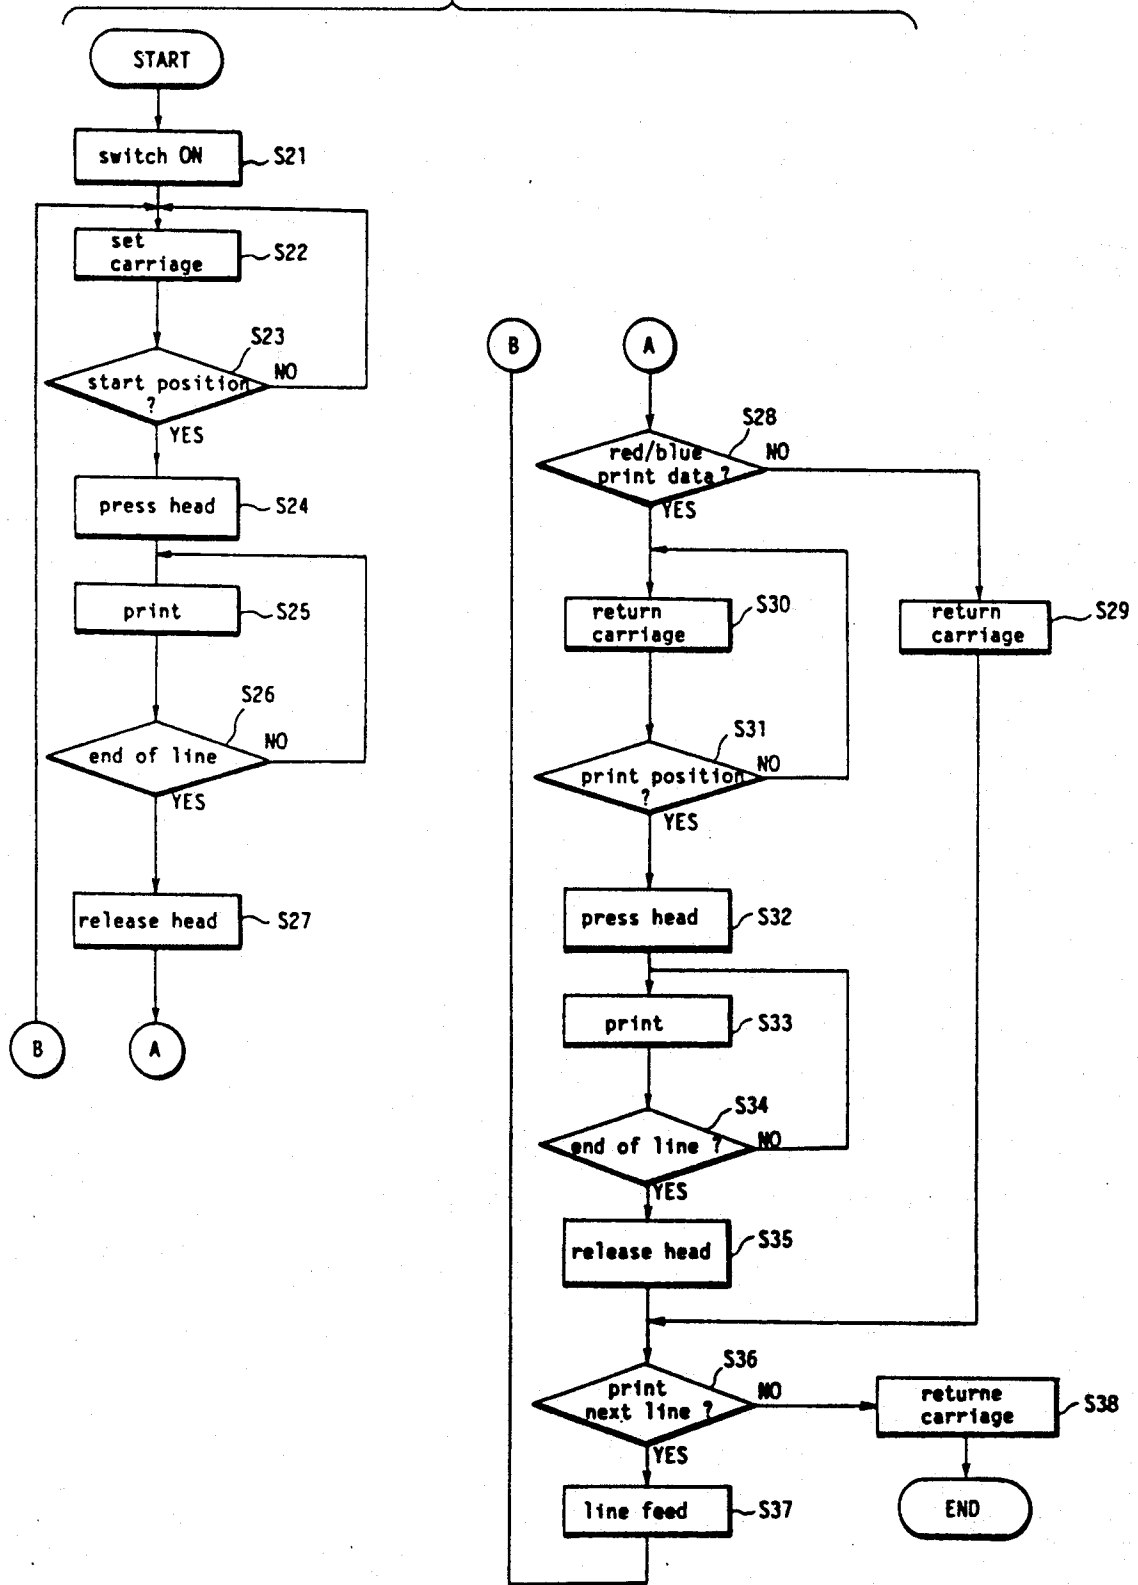 START
switch ON
S21
set
carriage
S22
S23
start position
?
NO
YES
press head
S24
print
S25
S26
end of line
NO
YES
release head
S27
B
A
B
A
S28
red/blue
print data ?
NO
YES
return
carriage
S30
return
carriage
S29
S31
print position
?
NO
YES
press head
S32
print
S33
S34
end of line ?
NO
YES
release head
S35
S36
print
next line ?
NO
YES
returne
carriage
S38
line feed
S37
END